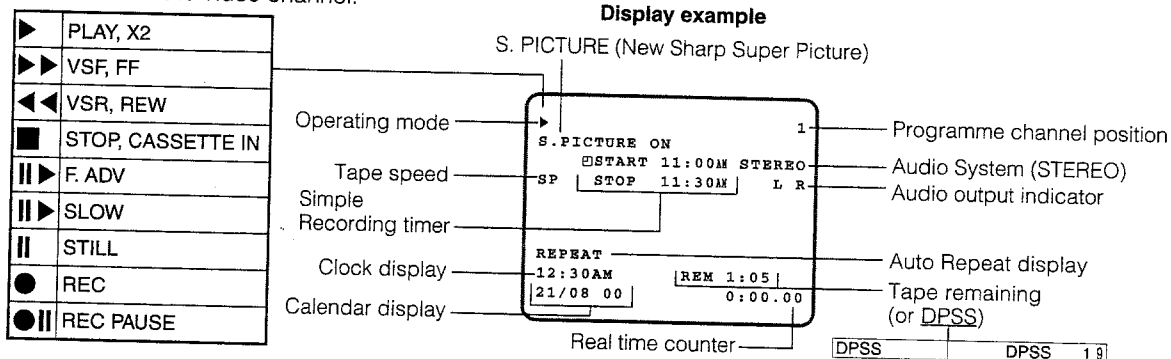 Display example
S. PICTURE (New Sharp Super Picture)
▶ PLAY, X2
▶▶ VSF, FF
◀◀ VSR, REW
■ STOP, CASSETTE IN
II▶ F. ADV
II▶ SLOW
II STILL
● REC
●II REC PAUSE
Operating mode
Tape speed
Simple
Recording timer
Clock display
Calendar display
▶ 1
S.PICTURE ON
START 11:00AM STEREO
SP STOP 11:30AM L R
REPEAT
12:30AM REM 1:05
21/08 00 0:00.00
Programme channel position
Audio System (STEREO)
Audio output indicator
Auto Repeat display
Tape remaining
(or DPSS)
Real time counter
DPSS DPSS 19